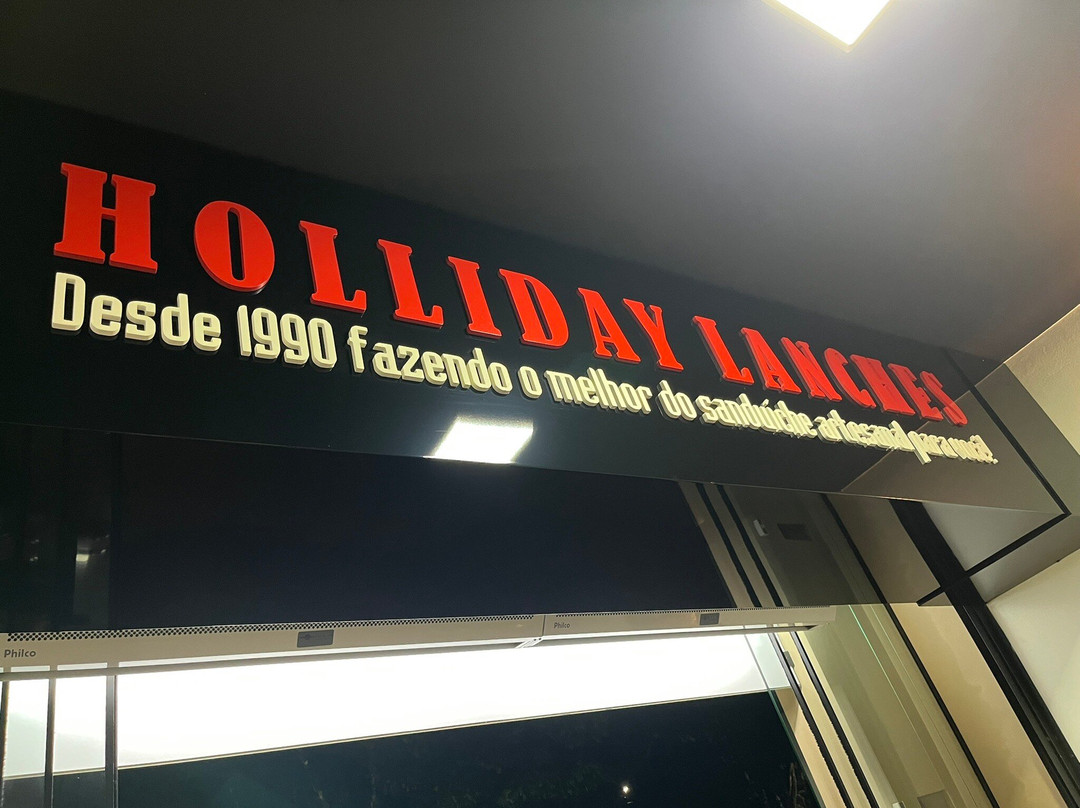 HOLLIDAY LANCHES
Desde 1990 fazendo o melhor do sanduíche artesanal para você!
Philco
Philco